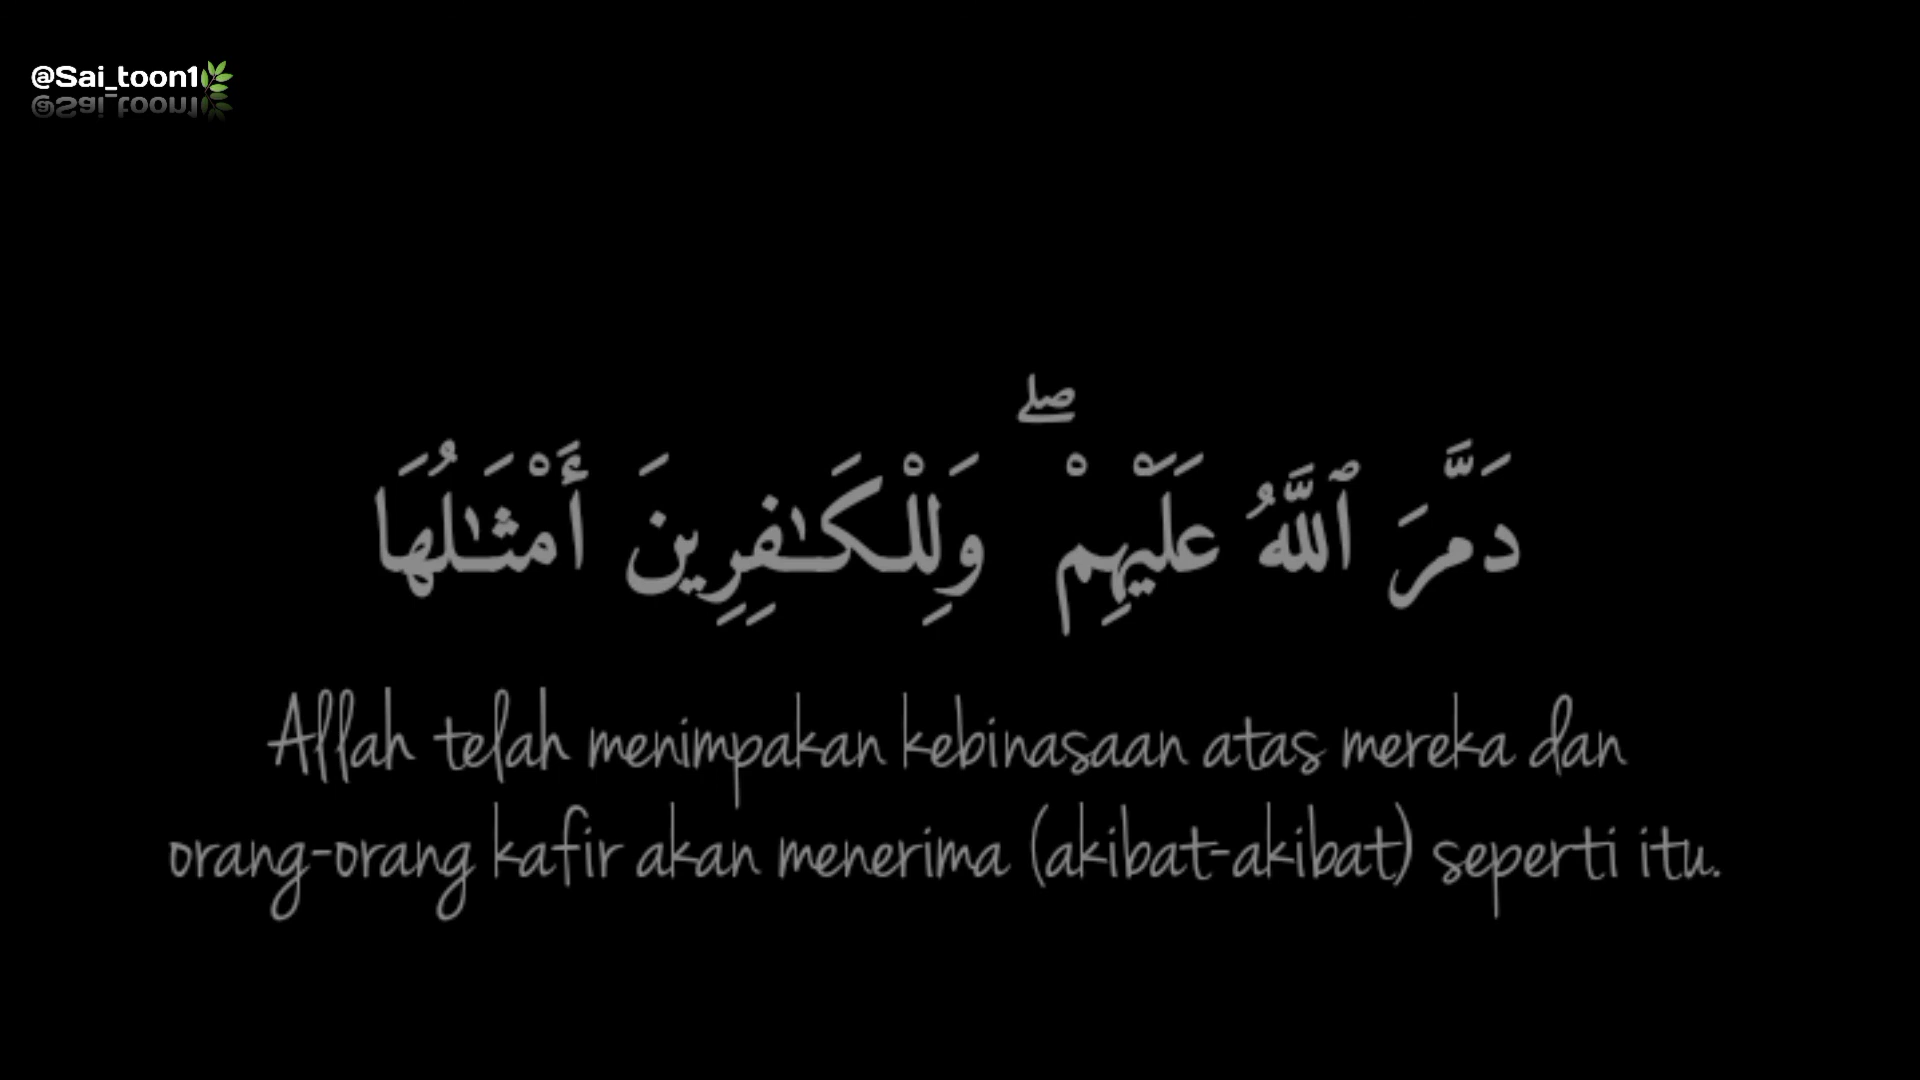 @Sai_toon1
دَمَّرَ ٱللَّهُ عَلَيْهِمْ ۖ وَلِلْكَـٰفِرِينَ أَمْثَـٰلُهَا
Allah telah menimpakan kebinasaan atas mereka dan
orang-orang kafir akan menerima (akibat-akibat) seperti itu.